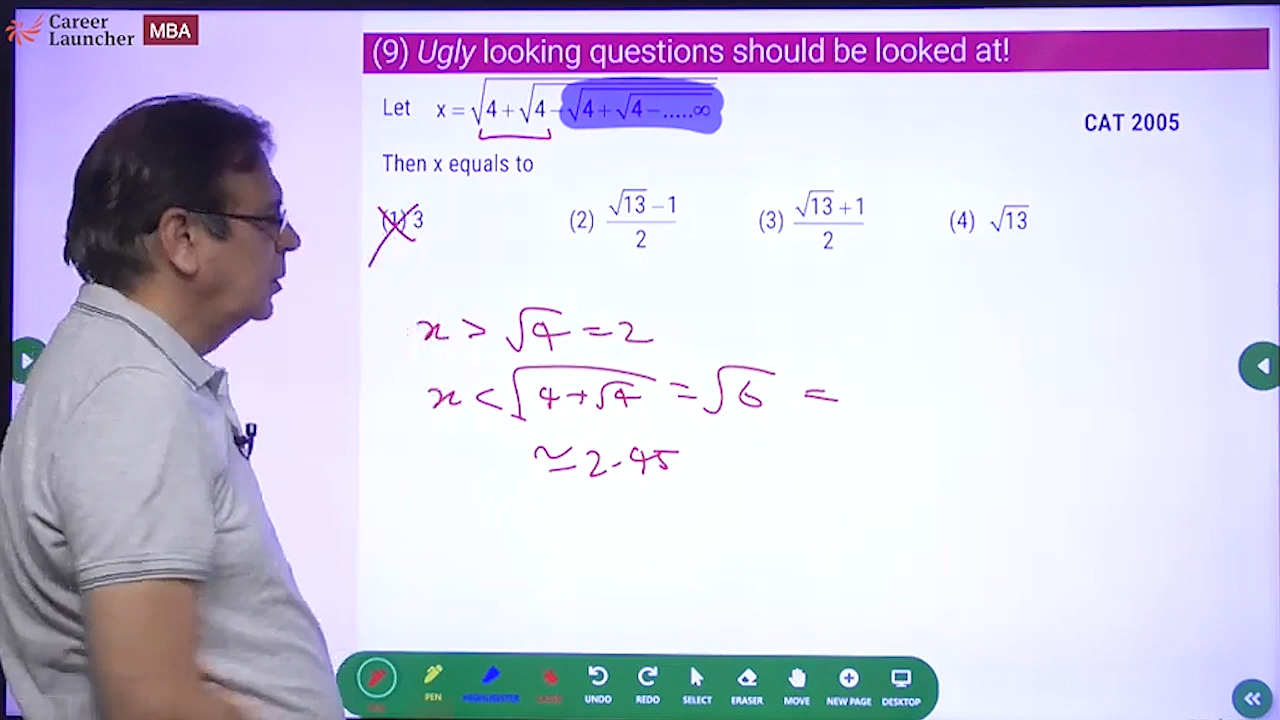 Career
Launcher MBA
(9) Ugly looking questions should be looked at!
Let x = √(4 + √(4 − √(4 + √(4 − .....∞
CAT 2005
Then x equals to
(1) 3 (2) (√13 − 1)/2 (3) (√13 + 1)/2 (4) √13
x > √4 = 2
x < √(4+√4) = √6 =
≃ 2.45
PEN HIGHLIGHTER UNDO REDO SELECT ERASER MOVE NEW PAGE DESKTOP